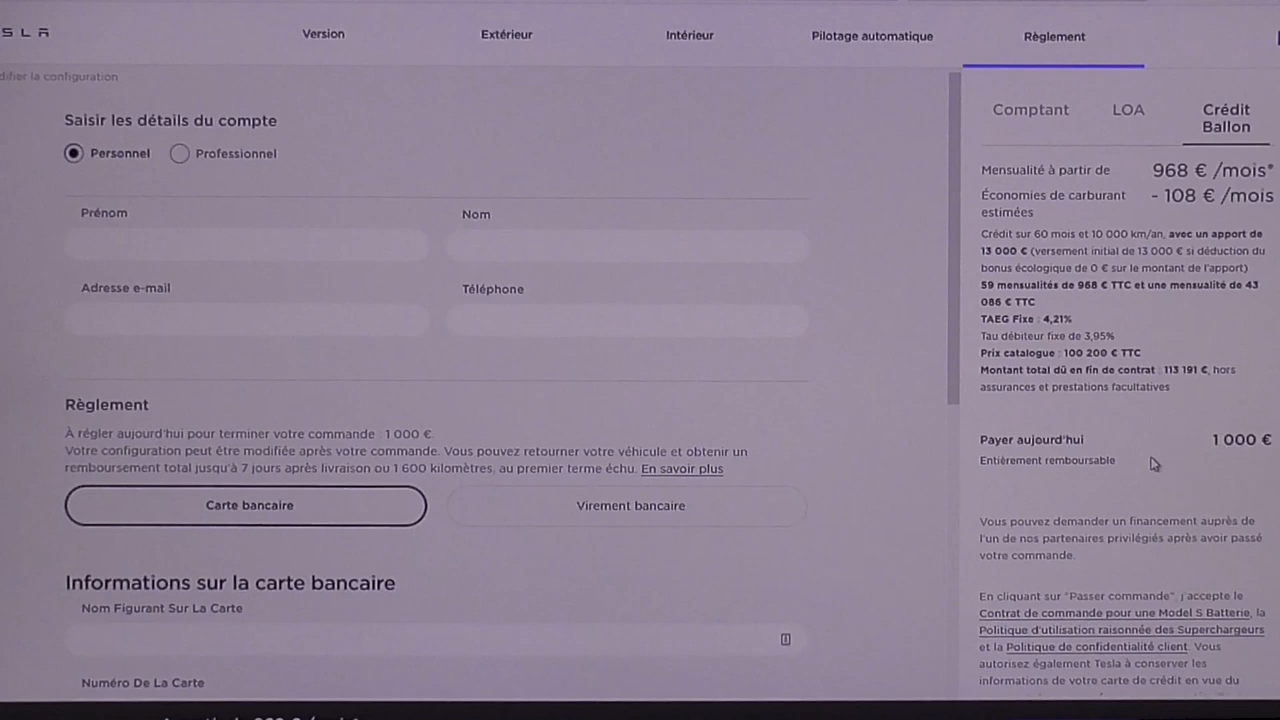 SLA
Version
Extérieur
Intérieur
Pilotage automatique
Règlement
difier la configuration
Saisir les détails du compte
Personnel
Professionnel
Prénom
Nom
Adresse e-mail
Téléphone
Règlement
À régler aujourd'hui pour terminer votre commande : 1 000 €.
Votre configuration peut être modifiée après votre commande. Vous pouvez retourner votre véhicule et obtenir un
remboursement total jusqu'à 7 jours après livraison ou 1 600 kilomètres, au premier terme échu. En savoir plus
Carte bancaire
Virement bancaire
Informations sur la carte bancaire
Nom Figurant Sur La Carte
Numéro De La Carte
Comptant
LOA
Crédit
Ballon
Mensualité à partir de
968 € /mois*
Économies de carburant
estimées
- 108 € /mois
Crédit sur 60 mois et 10 000 km/an, avec un apport de
13 000 € (versement initial de 13 000 € si déduction du
bonus écologique de 0 € sur le montant de l'apport)
59 mensualités de 968 € TTC et une mensualité de 43
086 € TTC
TAEG Fixe : 4,21%
Tau débiteur fixe de 3,95%
Prix catalogue : 100 200 € TTC
Montant total dû en fin de contrat : 113 191 €, hors
assurances et prestations facultatives
Payer aujourd'hui
1 000 €
Entièrement remboursable
Vous pouvez demander un financement auprès de
l'un de nos partenaires privilégiés après avoir passé
votre commande.
En cliquant sur "Passer commande", j'accepte le
Contrat de commande pour une Model S Batterie, la
Politique d'utilisation raisonnée des Superchargeurs
et la Politique de confidentialité client. Vous
autorisez également Tesla à conserver les
informations de votre carte de crédit en vue du